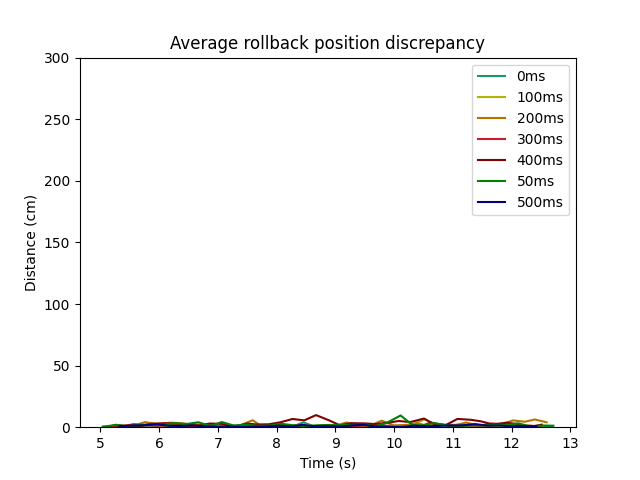 Average rollback position discrepancy
300
250
200
150
100
50
0
Distance (cm)
0ms
100ms
200ms
300ms
400ms
50ms
500ms
5 6 7 8 9 10 11 12 13
Time (s)